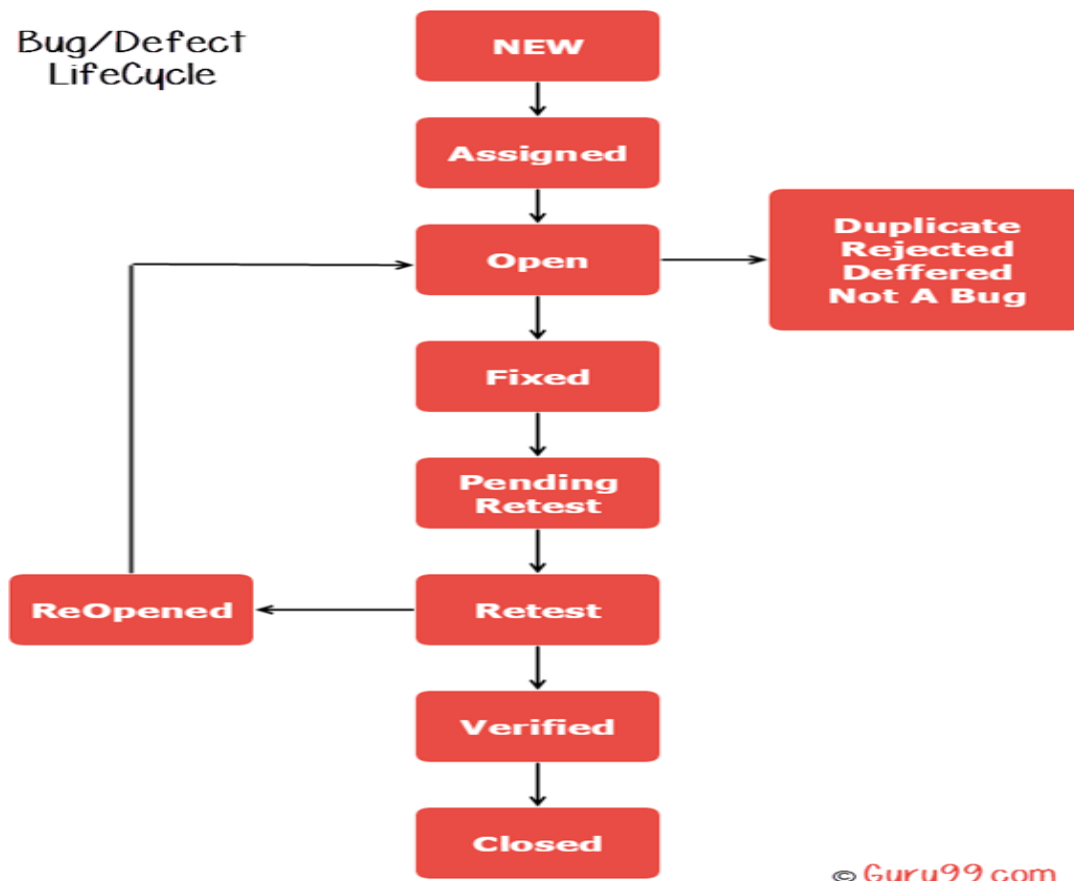 Bug/Defect
LifeCycle
NEW
Assigned
Open
Duplicate
Rejected
Deffered
Not A Bug
Fixed
Pending
Retest
ReOpened
Retest
Verified
Closed
© Guru99.com